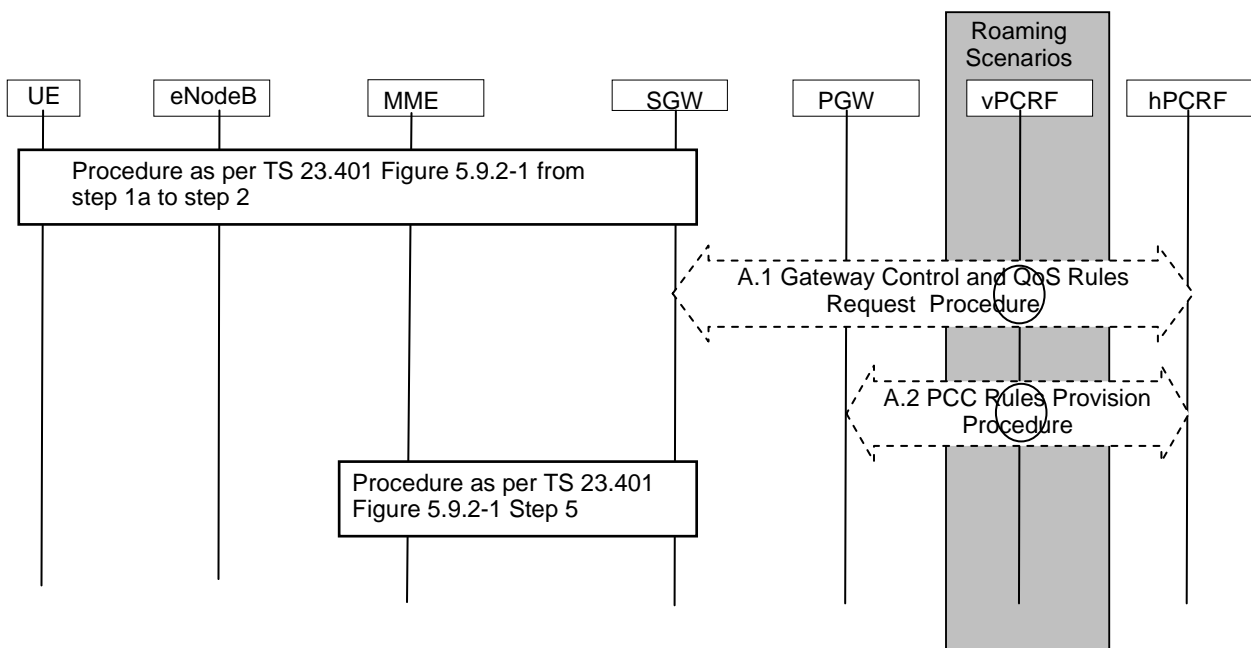 Roaming
Scenarios
UE
eNodeB
MME
SGW
PGW
vPCRF
hPCRF
Procedure as per TS 23.401 Figure 5.9.2-1 from
step 1a to step 2
A.1 Gateway Control and QoS Rules
Request Procedure
A.2 PCC Rules Provision
Procedure
Procedure as per TS 23.401
Figure 5.9.2-1 Step 5